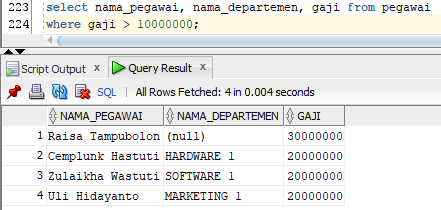 223 select nama_pegawai, nama_departemen, gaji from pegawai
224 where gaji > 10000000;
Script Output x Query Result x
SQL | All Rows Fetched: 4 in 0.004 seconds
NAMA_PEGAWAI NAMA_DEPARTEMEN GAJI
1 Raisa Tampubolon (null) 30000000
2 Cemplunk Hastuti HARDWARE 1 20000000
3 Zulaikha Wastuti SOFTWARE 1 20000000
4 Uli Hidayanto MARKETING 1 20000000